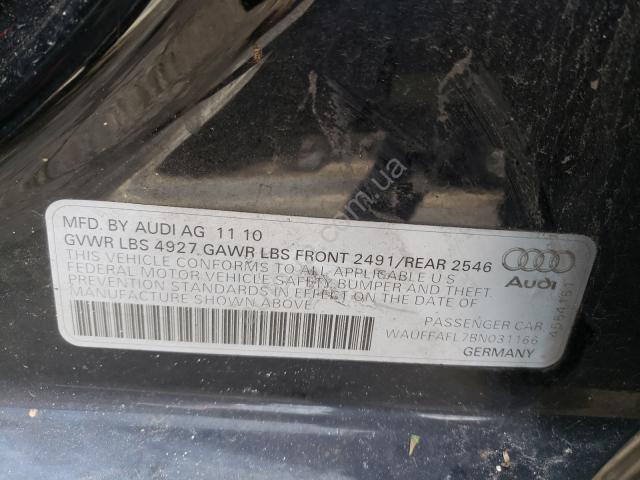 MFD. BY AUDI AG 11 10
GVWR LBS 4927 GAWR LBS FRONT 2491/REAR 2546
THIS VEHICLE CONFORMS TO ALL APPLICABLE U S
FEDERAL MOTOR VEHICLE SAFETY, BUMPER AND THEFT
PREVENTION STANDARDS IN EFFECT ON THE DATE OF
MANUFACTURE SHOWN ABOVE
Audi
PASSENGER CAR
WAUFFAFL7BN031166
GERMANY
.com.ua